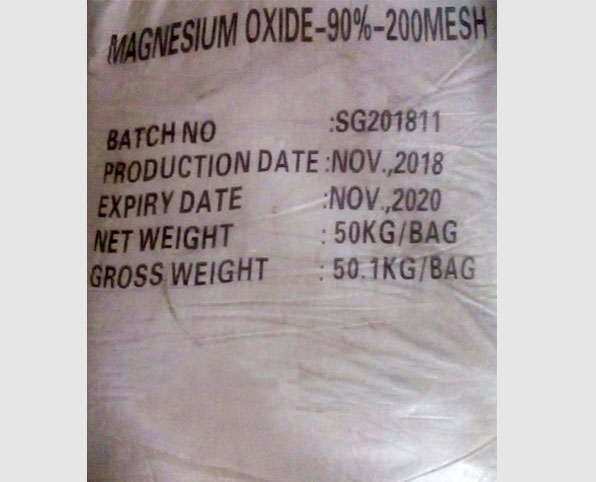 MAGNESIUM OXIDE-90%-200MESH
BATCH NO :SG201811
PRODUCTION DATE :NOV.,2018
EXPIRY DATE :NOV.,2020
NET WEIGHT : 50KG/BAG
GROSS WEIGHT : 50.1KG/BAG